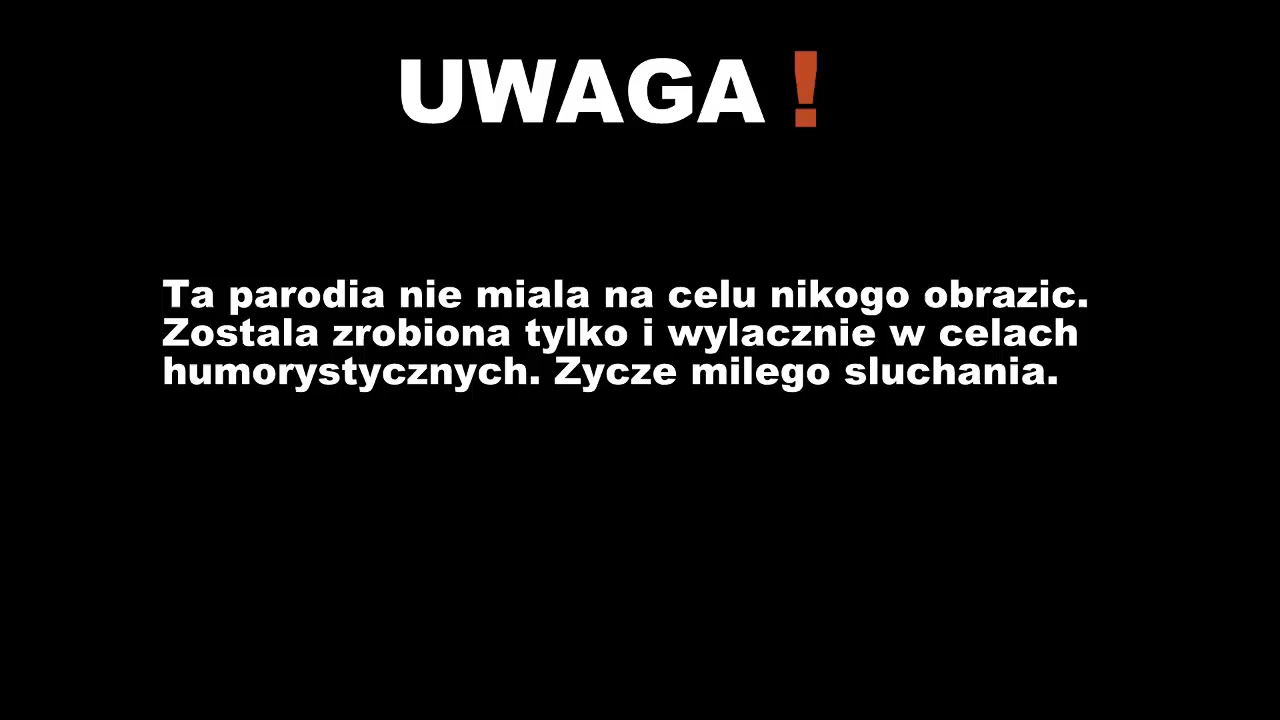 UWAGA !
Ta parodia nie miala na celu nikogo obrazic.
Zostala zrobiona tylko i wylacznie w celach
humorystycznych. Zycze milego sluchania.